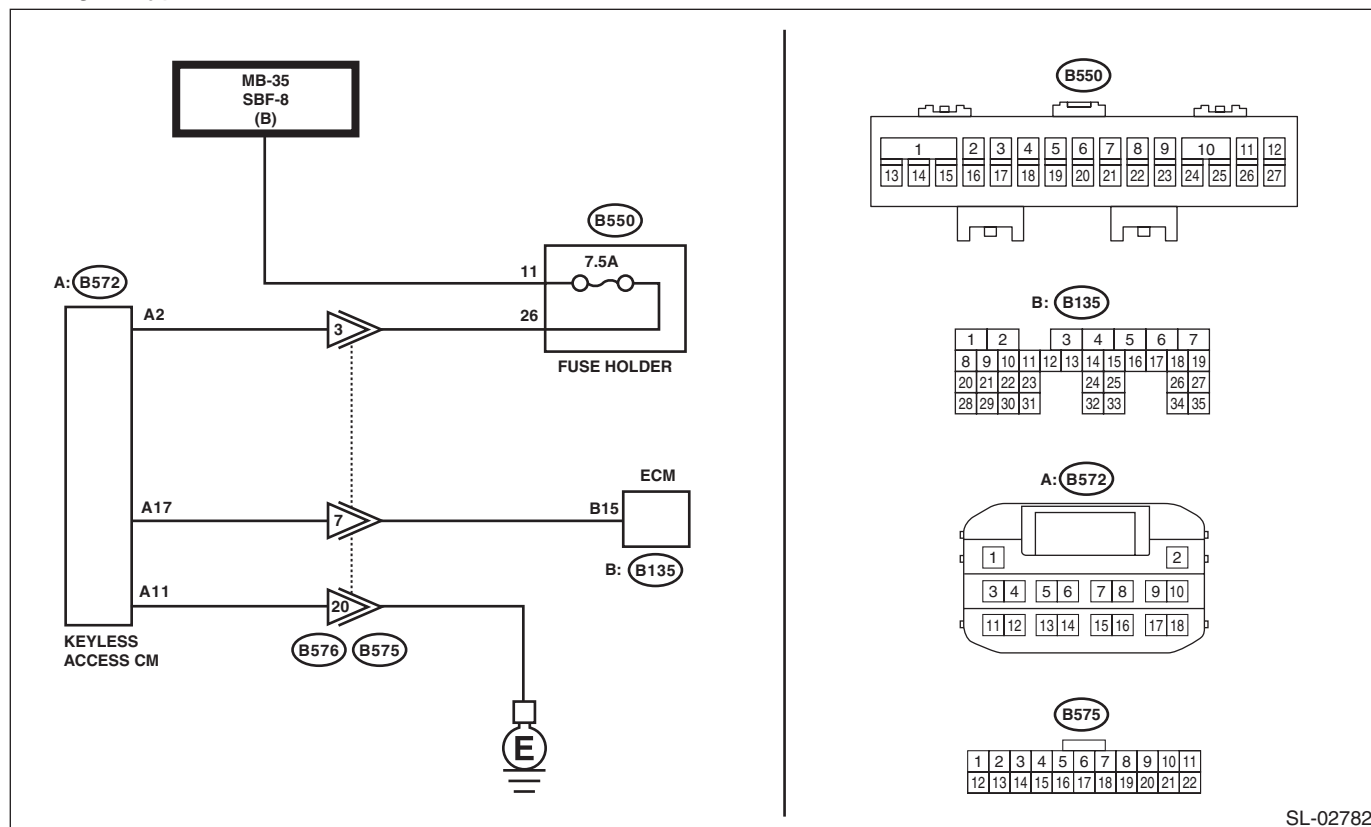 MB-35
SBF-8
(B)
B550
11
7.5A
26
FUSE HOLDER
A: B572
A2
3
A17
7
ECM
B15
B: B135
A11
20
KEYLESS
ACCESS CM
B576 B575
E
B550
1 2 3 4 5 6 7 8 9 10 11 12
13 14 15 16 17 18 19 20 21 22 23 24 25 26 27
B: B135
1 2 3 4 5 6 7
8 9 10 11 12 13 14 15 16 17 18 19
20 21 22 23 24 25 26 27
28 29 30 31 32 33 34 35
A: B572
1 2
3 4 5 6 7 8 9 10
11 12 13 14 15 16 17 18
B575
1 2 3 4 5 6 7 8 9 10 11
12 13 14 15 16 17 18 19 20 21 22
SL-02782